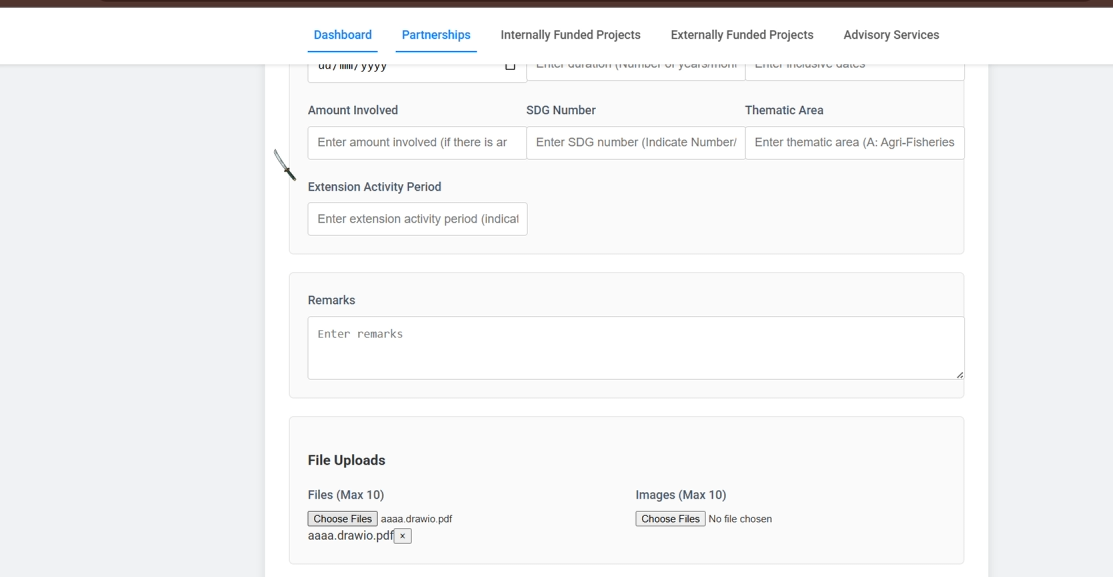 Dashboard Partnerships Internally Funded Projects Externally Funded Projects Advisory Services
dd/mm/yyyy Enter duration (Number of years/mont Enter inclusive dates
Amount Involved SDG Number Thematic Area
Enter amount involved (if there is ar Enter SDG number (Indicate Number/ Enter thematic area (A: Agri-Fisheries
Extension Activity Period
Enter extension activity period (indicat
Remarks
Enter remarks
File Uploads
Files (Max 10) Images (Max 10)
Choose Files aaaa.drawio.pdf Choose Files No file chosen
aaaa.drawio.pdf ×